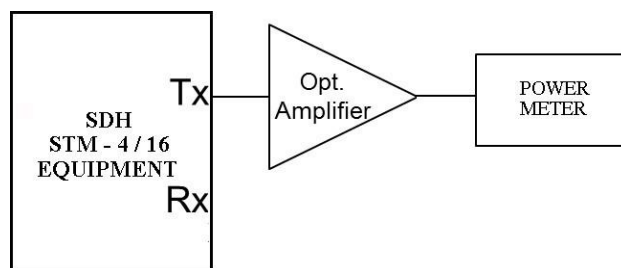 SDH
STM - 4 / 16
EQUIPMENT
Tx
Rx
Opt.
Amplifier
POWER
METER